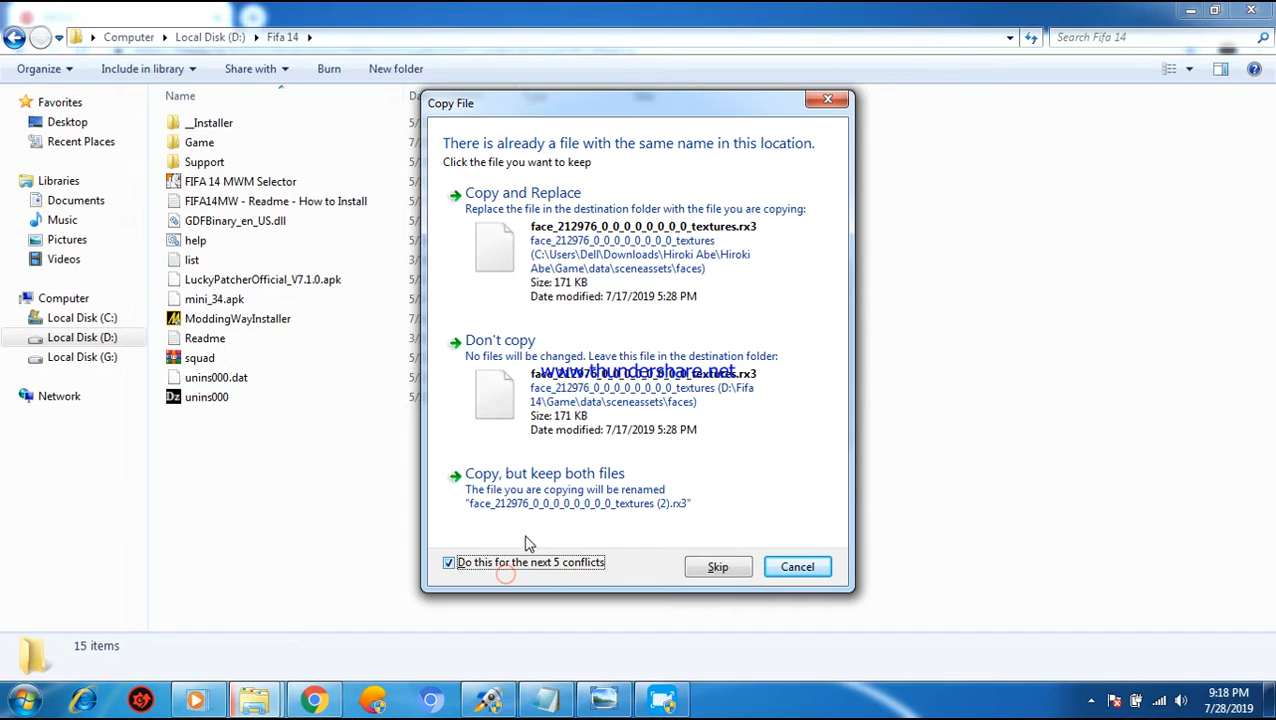 Computer Local Disk (D:) Fifa 14 Search Fifa 14
Organize Include in library Share with Burn New folder
Favorites
Desktop
Recent Places
Libraries
Documents
Music
Pictures
Videos
Computer
Local Disk (C:)
Local Disk (D:)
Local Disk (G:)
Network
Name
__Installer
Game
Support
FIFA 14 MWM Selector
FIFA14MW - Readme - How to Install
GDFBinary_en_US.dll
help
list
LuckyPatcherOfficial_V7.1.0.apk
mini_34.apk
ModdingWayInstaller
Readme
squad
unins000.dat
unins000
Copy File
There is already a file with the same name in this location.
Click the file you want to keep
Copy and Replace
Replace the file in the destination folder with the file you are copying:
face_212976_0_0_0_0_0_0_0_0_textures.rx3
face_212976_0_0_0_0_0_0_0_0_textures
(C:\Users\Dell\Downloads\Hiroki Abe\Hiroki
Abe\Game\data\sceneassets\faces)
Size: 171 KB
Date modified: 7/17/2019 5:28 PM
Don't copy
No files will be changed. Leave this file in the destination folder:
www.thundershare.net
face_212976_0_0_0_0_0_0_0_0_textures.rx3
face_212976_0_0_0_0_0_0_0_0_textures (D:\Fifa
14\Game\data\sceneassets\faces)
Size: 171 KB
Date modified: 7/17/2019 5:28 PM
Copy, but keep both files
The file you are copying will be renamed
"face_212976_0_0_0_0_0_0_0_0_textures (2).rx3"
Do this for the next 5 conflicts Skip Cancel
15 items
9:18 PM
7/28/2019